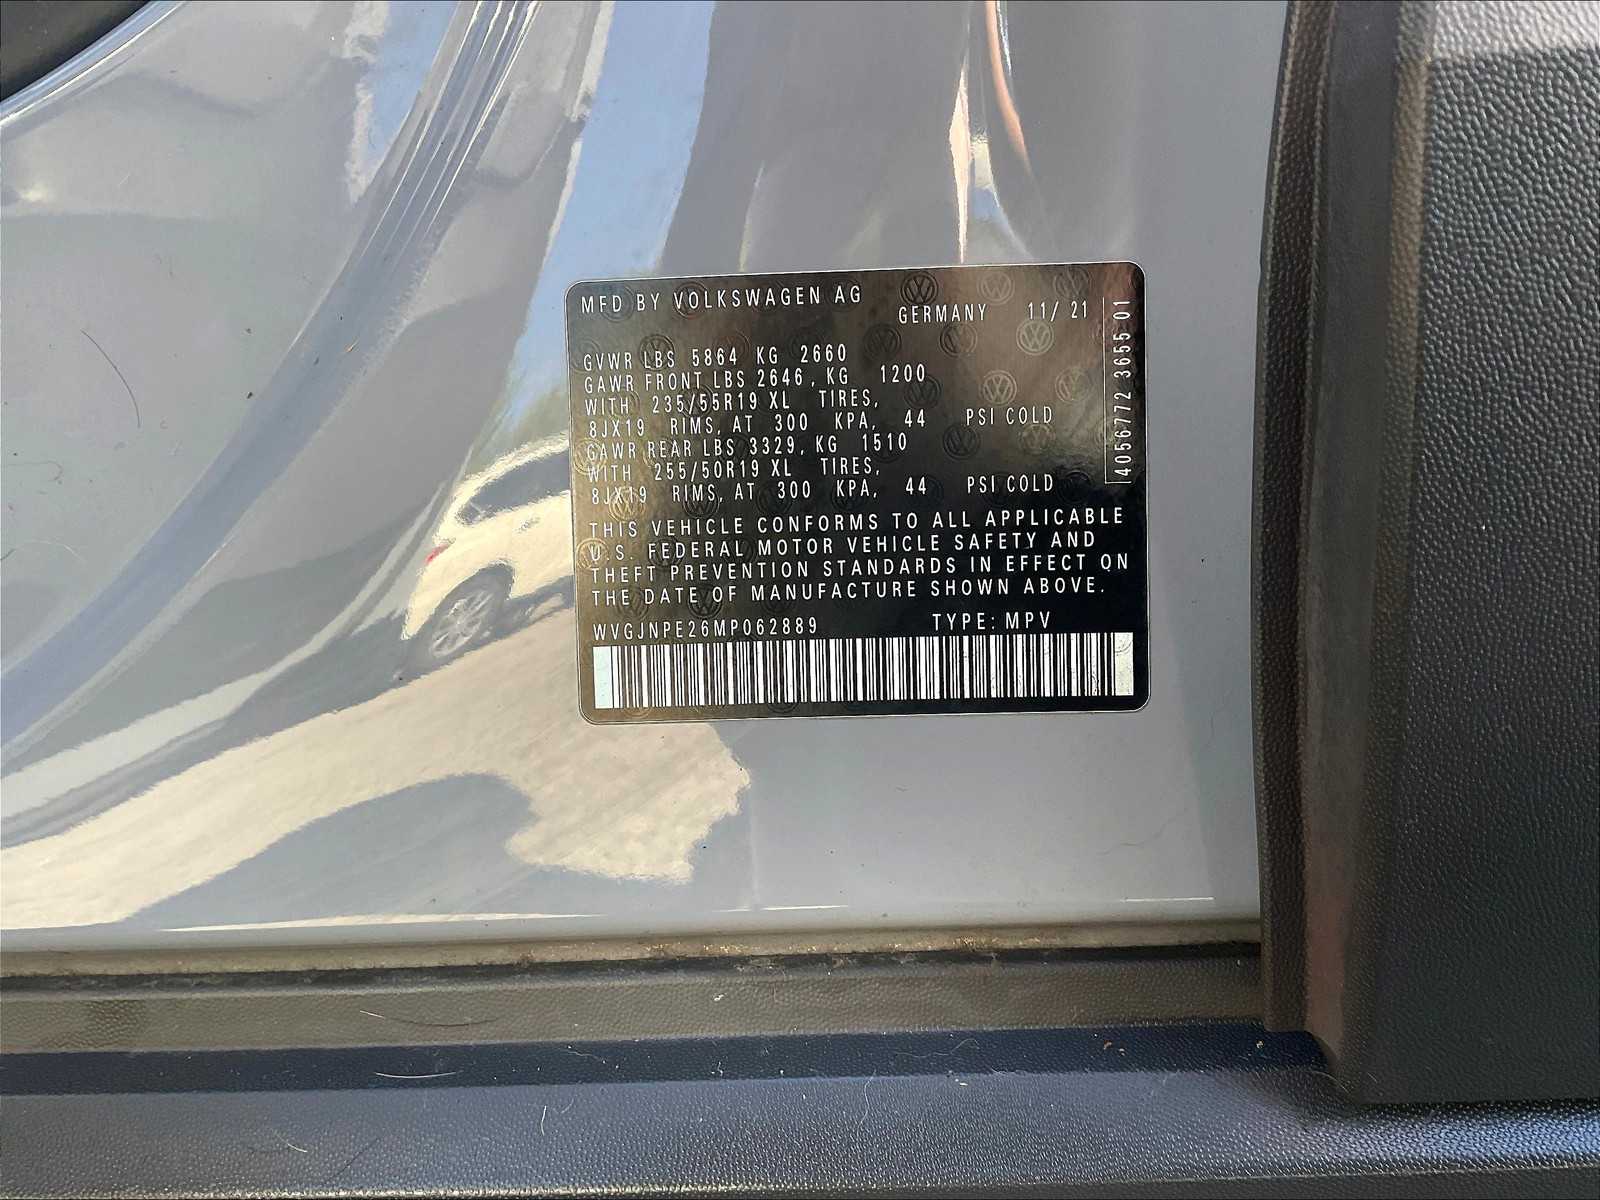 MFD BY VOLKSWAGEN AG
GERMANY 11/ 21
GVWR LBS 5864 KG 2660
GAWR FRONT LBS 2646, KG 1200
WITH 235/55R19 XL TIRES,
8JX19 RIMS, AT 300 KPA, 44 PSI COLD
GAWR REAR LBS 3329, KG 1510
WITH 255/50R19 XL TIRES,
8JX19 RIMS, AT 300 KPA, 44 PSI COLD
THIS VEHICLE CONFORMS TO ALL APPLICABLE
U.S. FEDERAL MOTOR VEHICLE SAFETY AND
THEFT PREVENTION STANDARDS IN EFFECT ON
THE DATE OF MANUFACTURE SHOWN ABOVE.
WVGJNPE26MP062889 TYPE: MPV
4056772 3655 01